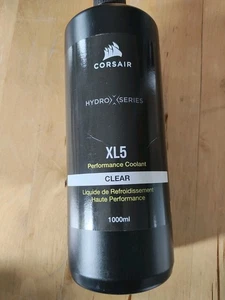 CORSAIR
HYDRO X SERIES
XL5
Performance Coolant
CLEAR
Liquide de Refroidissement
Haute Performance
1000ml